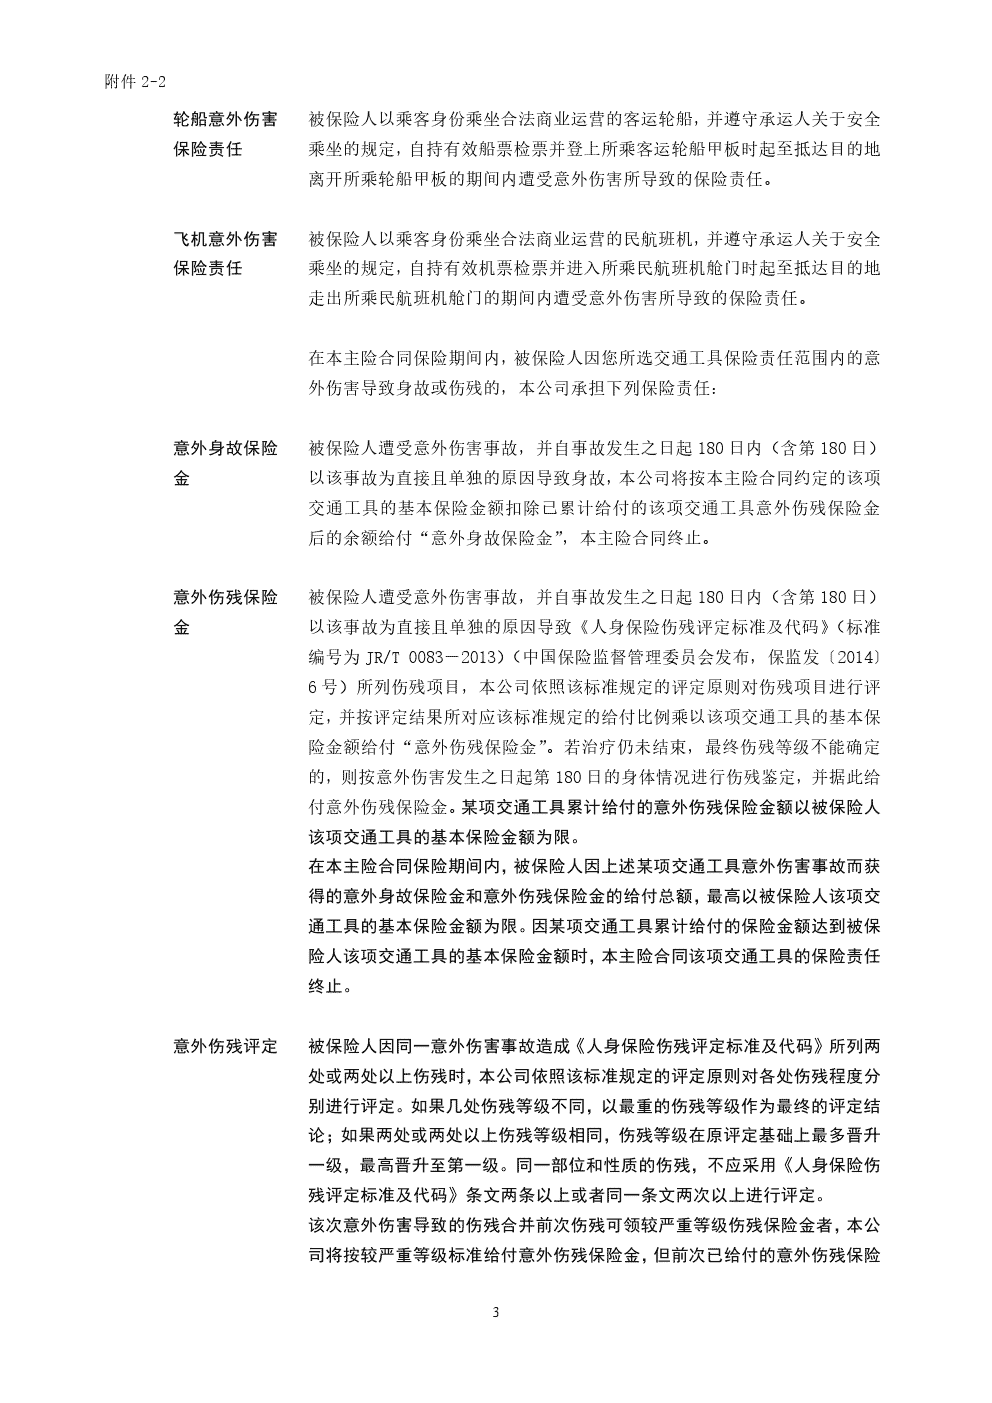 附件 2-2
轮船意外伤害
保险责任
被保险人以乘客身份乘坐合法商业运营的客运轮船，并遵守承运人关于安全
乘坐的规定，自持有效船票检票并登上所乘客运轮船甲板时起至抵达目的地
离开所乘轮船甲板的期间内遭受意外伤害所导致的保险责任。
飞机意外伤害
保险责任
被保险人以乘客身份乘坐合法商业运营的民航班机，并遵守承运人关于安全
乘坐的规定，自持有效机票检票并进入所乘民航班机舱门时起至抵达目的地
走出所乘民航班机舱门的期间内遭受意外伤害所导致的保险责任。
在本主险合同保险期间内，被保险人因您所选交通工具保险责任范围内的意
外伤害导致身故或伤残的，本公司承担下列保险责任：
意外身故保险
金
被保险人遭受意外伤害事故，并自事故发生之日起 180 日内（含第 180 日）
以该事故为直接且单独的原因导致身故，本公司将按本主险合同约定的该项
交通工具的基本保险金额扣除已累计给付的该项交通工具意外伤残保险金
后的余额给付“意外身故保险金”，本主险合同终止。
意外伤残保险
金
被保险人遭受意外伤害事故，并自事故发生之日起 180 日内（含第 180 日）
以该事故为直接且单独的原因导致《人身保险伤残评定标准及代码》（标准
编号为 JR/T 0083－2013）（中国保险监督管理委员会发布，保监发〔2014〕
6 号）所列伤残项目，本公司依照该标准规定的评定原则对伤残项目进行评
定，并按评定结果所对应该标准规定的给付比例乘以该项交通工具的基本保
险金额给付“意外伤残保险金”。若治疗仍未结束，最终伤残等级不能确定
的，则按意外伤害发生之日起第 180 日的身体情况进行伤残鉴定，并据此给
付意外伤残保险金。某项交通工具累计给付的意外伤残保险金额以被保险人
该项交通工具的基本保险金额为限。
在本主险合同保险期间内，被保险人因上述某项交通工具意外伤害事故而获
得的意外身故保险金和意外伤残保险金的给付总额，最高以被保险人该项交
通工具的基本保险金额为限。因某项交通工具累计给付的保险金额达到被保
险人该项交通工具的基本保险金额时，本主险合同该项交通工具的保险责任
终止。
意外伤残评定
被保险人因同一意外伤害事故造成《人身保险伤残评定标准及代码》所列两
处或两处以上伤残时，本公司依照该标准规定的评定原则对各处伤残程度分
别进行评定。如果几处伤残等级不同，以最重的伤残等级作为最终的评定结
论；如果两处或两处以上伤残等级相同，伤残等级在原评定基础上最多晋升
一级，最高晋升至第一级。同一部位和性质的伤残，不应采用《人身保险伤
残评定标准及代码》条文两条以上或者同一条文两次以上进行评定。
该次意外伤害导致的伤残合并前次伤残可领较严重等级伤残保险金者，本公
司将按较严重等级标准给付意外伤残保险金，但前次已给付的意外伤残保险
3